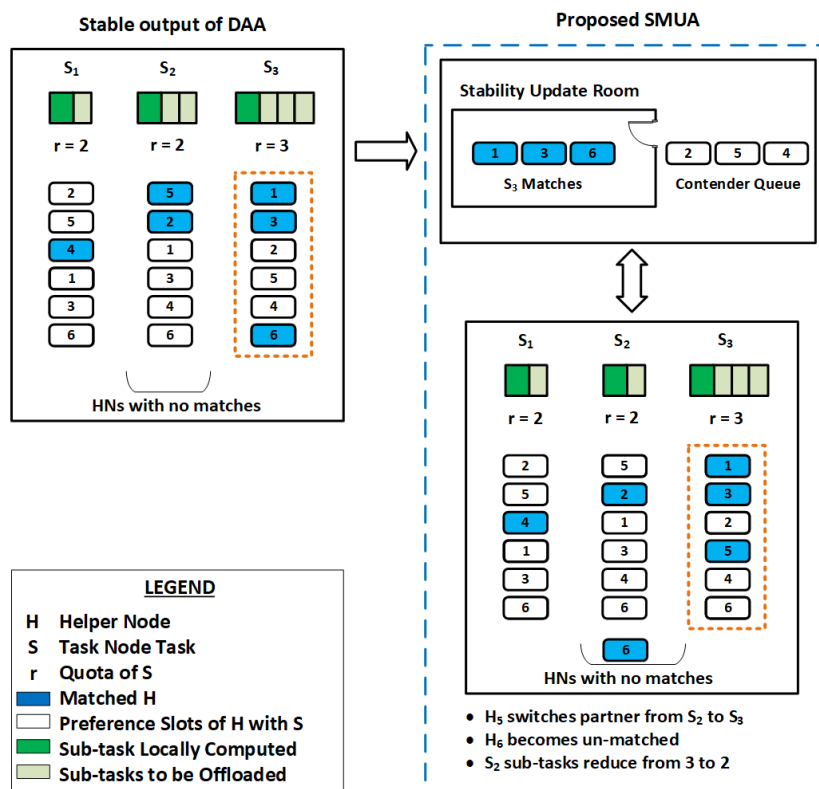 Stable output of DAA
S1 S2 S3
r = 2 r = 2 r = 3
2 5 1
5 2 3
4 1 2
1 3 5
3 4 4
6 6 6
HNs with no matches
Proposed SMUA
Stability Update Room
1 3 6 2 5 4
S3 Matches Contender Queue
S1 S2 S3
r = 2 r = 2 r = 3
2 5 1
5 2 3
4 1 2
1 3 5
3 4 4
6 6 6
6
HNs with no matches
• H5 switches partner from S2 to S3
• H6 becomes un-matched
• S2 sub-tasks reduce from 3 to 2
LEGEND
H Helper Node
S Task Node Task
r Quota of S
Matched H
Preference Slots of H with S
Sub-task Locally Computed
Sub-tasks to be Offloaded